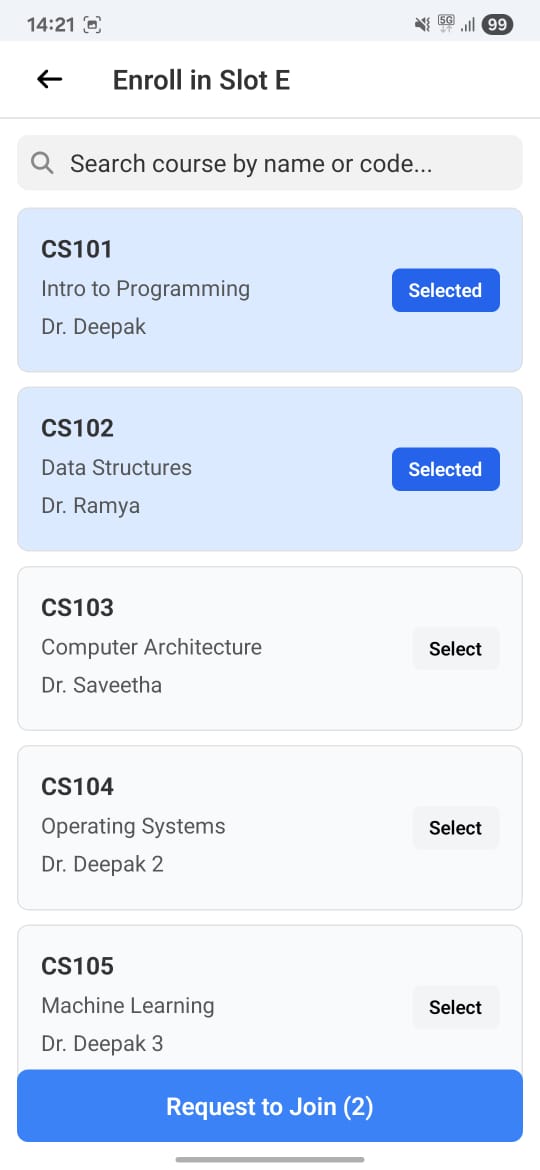 14:21
5G
99
Enroll in Slot E
Search course by name or code...
CS101
Intro to Programming
Dr. Deepak
Selected
CS102
Data Structures
Dr. Ramya
Selected
CS103
Computer Architecture
Dr. Saveetha
Select
CS104
Operating Systems
Dr. Deepak 2
Select
CS105
Machine Learning
Dr. Deepak 3
Select
Request to Join (2)